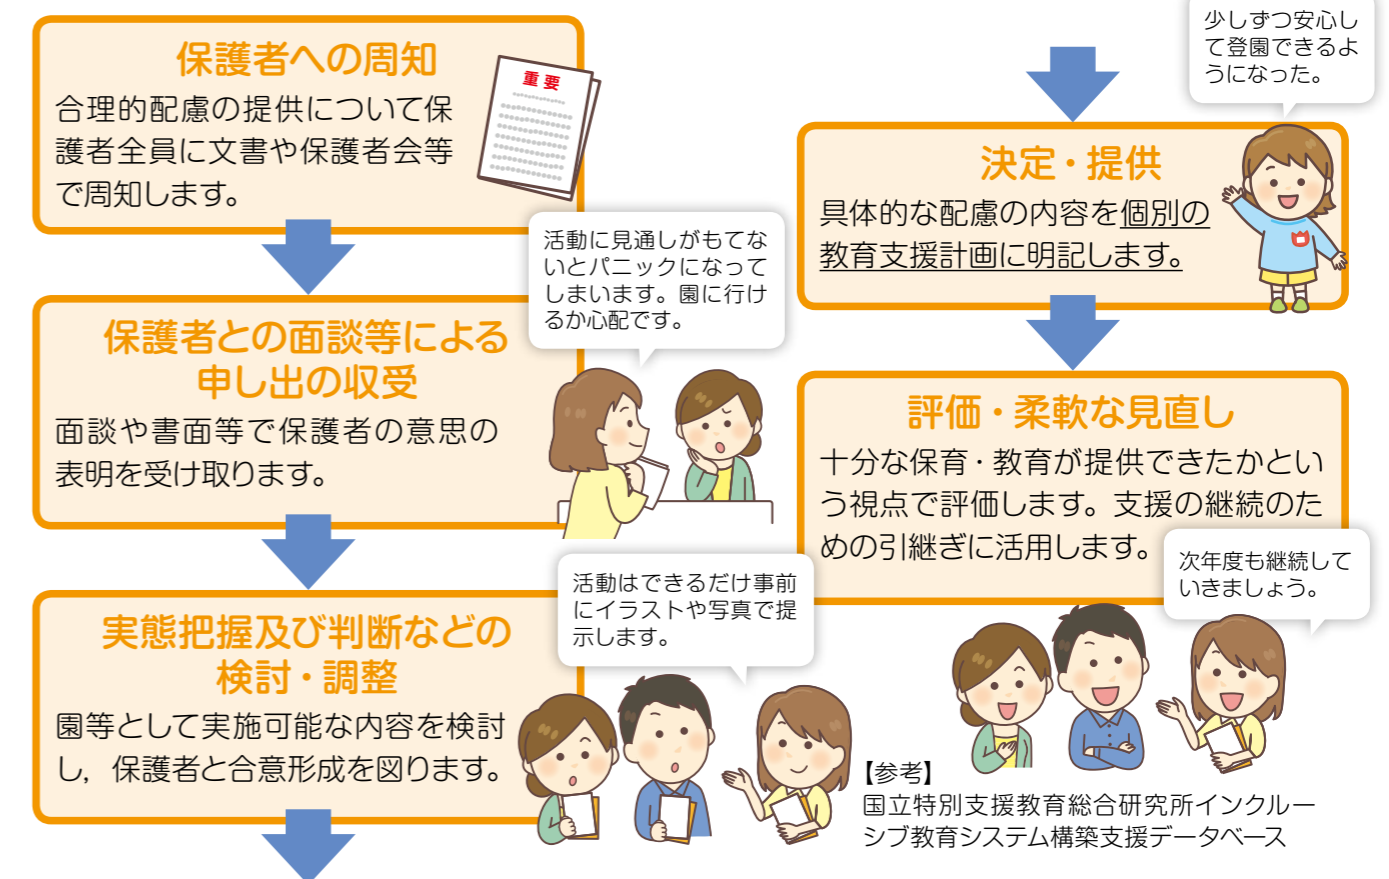 保護者への周知
重要
合理的配慮の提供について保
護者全員に文書や保護者会等
で周知します。
保護者との面談等による
申し出の収受
面談や書面等で保護者の意思の
表明を受け取ります。
活動に見通しがもてな
いとパニックになって
しまいます。園に行け
るか心配です。
実態把握及び判断などの
検討・調整
園等として実施可能な内容を検討
し，保護者と合意形成を図ります。
活動はできるだけ事前
にイラストや写真で提
示します。
少しずつ安心し
て登園できるよ
うになった。
決定・提供
具体的な配慮の内容を個別の
教育支援計画に明記します。
評価・柔軟な見直し
十分な保育・教育が提供できたかとい
う視点で評価します。支援の継続のた
めの引継ぎに活用します。
次年度も継続して
いきましょう。
【参考】
国立特別支援教育総合研究所インクルー
シブ教育システム構築支援データベース